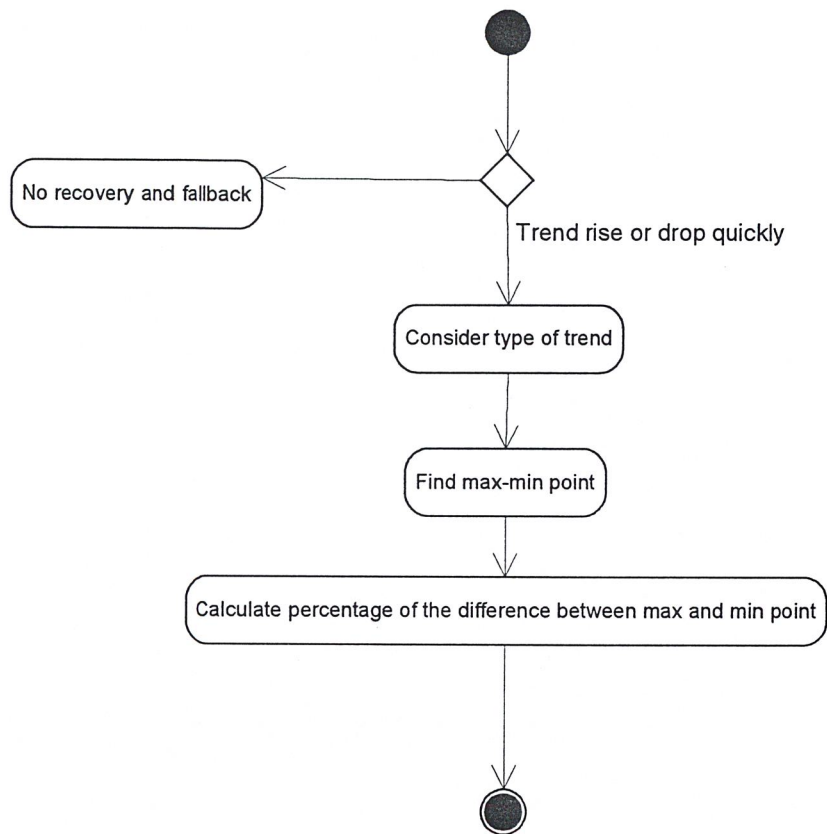 No recovery and fallback
Trend rise or drop quickly
Consider type of trend
Find max-min point
Calculate percentage of the difference between max and min point